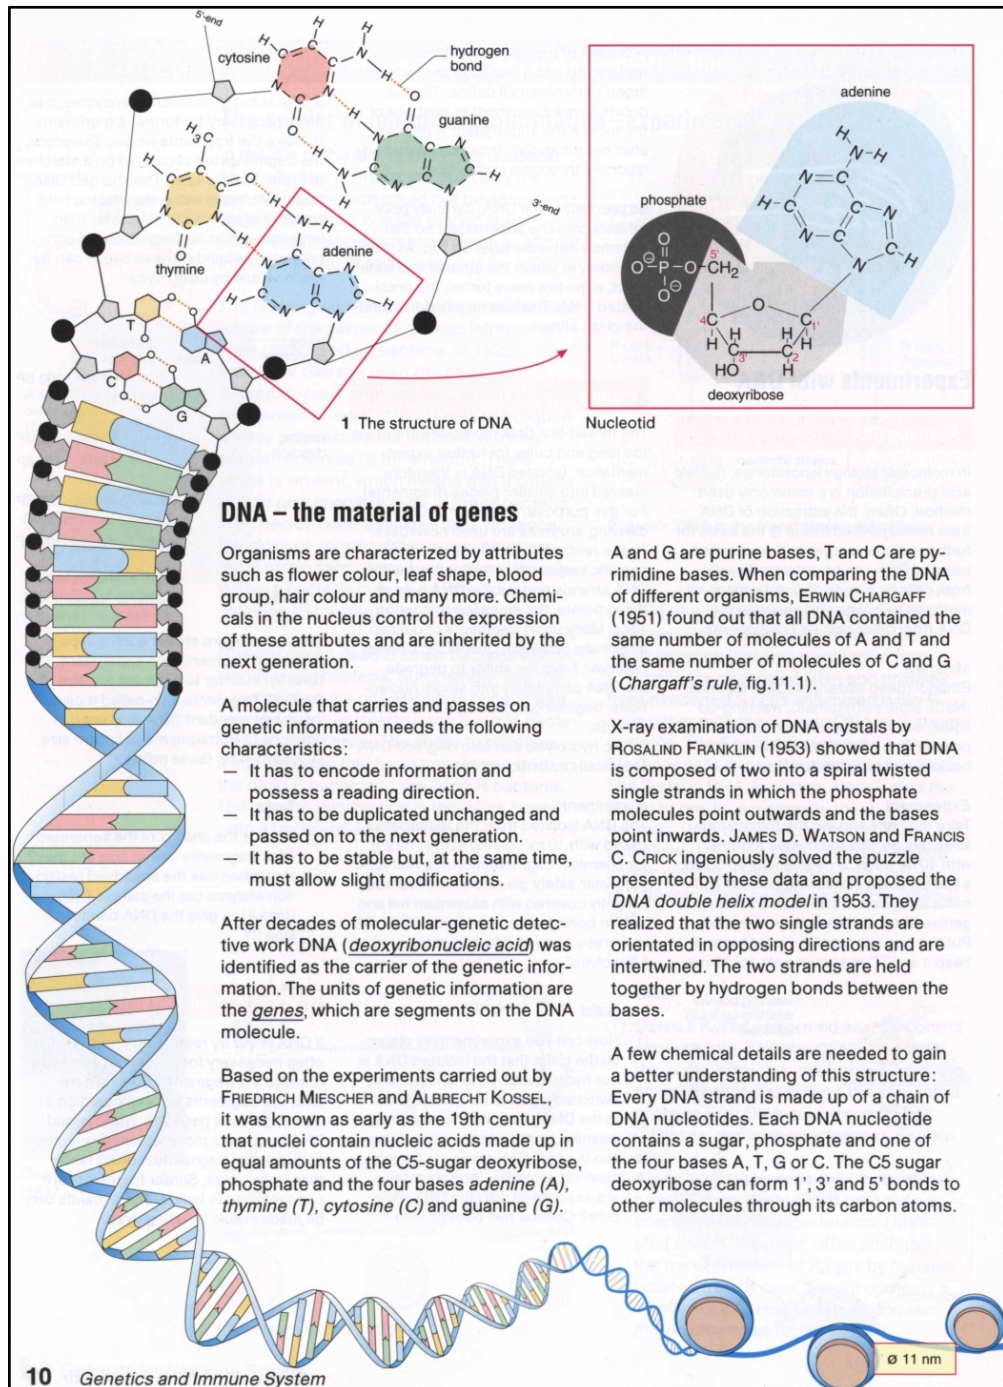 5'-end
cytosine
hydrogen
bond
guanine
3'-end
adenine
thymine
T
A
C
G
1 The structure of DNA
adenine
phosphate
5'
CH₂
4'
1'
3'
2
HO
deoxyribose
Nucleotid
DNA – the material of genes
Organisms are characterized by attributes
such as flower colour, leaf shape, blood
group, hair colour and many more. Chemi-
cals in the nucleus control the expression
of these attributes and are inherited by the
next generation.
A molecule that carries and passes on
genetic information needs the following
characteristics:
— It has to encode information and
possess a reading direction.
— It has to be duplicated unchanged and
passed on to the next generation
— It has to be stable but, at the same time,
must allow slight modifications.
After decades of molecular-genetic detec-
tive work DNA (deoxyribonucleic acid) was
identified as the carrier of the genetic infor-
mation. The units of genetic information are
the genes, which are segments on the DNA
molecule.
Based on the experiments carried out by
FRIEDRICH MIESCHER and ALBRECHT KOSSEL,
it was known as early as the 19th century
that nuclei contain nucleic acids made up in
equal amounts of the C5-sugar deoxyribose,
phosphate and the four bases adenine (A),
thymine (T), cytosine (C) and guanine (G).
A and G are purine bases, T and C are py-
rimidine bases. When comparing the DNA
of different organisms, ERWIN CHARGAFF
(1951) found out that all DNA contained the
same number of molecules of A and T and
the same number of molecules of C and G
(Chargaff's rule, fig.11.1).
X-ray examination of DNA crystals by
ROSALIND FRANKLIN (1953) showed that DNA
is composed of two into a spiral twisted
single strands in which the phosphate
molecules point outwards and the bases
inwards. JAMES D. WATSON and FRANCIS
C. CRICK ingeniously solved the puzzle
presented by these data and proposed the
DNA double helix model in 1953. They
realized that the two single strands are
orientated in opposing directions and are
intertwined. The two strands are held
together by hydrogen bonds between the
bases.
A few chemical details are needed to gain
a better understanding of this structure:
Every DNA strand is made up of a chain of
DNA nucleotides. Each DNA nucleotide
contains a sugar, phosphate and one of
the four bases A, T, G or C. The C5 sugar
deoxyribose can form 1', 3' and 5' bonds to
other molecules through its carbon atoms.
ø 11 nm
10 Genetics and Immune System